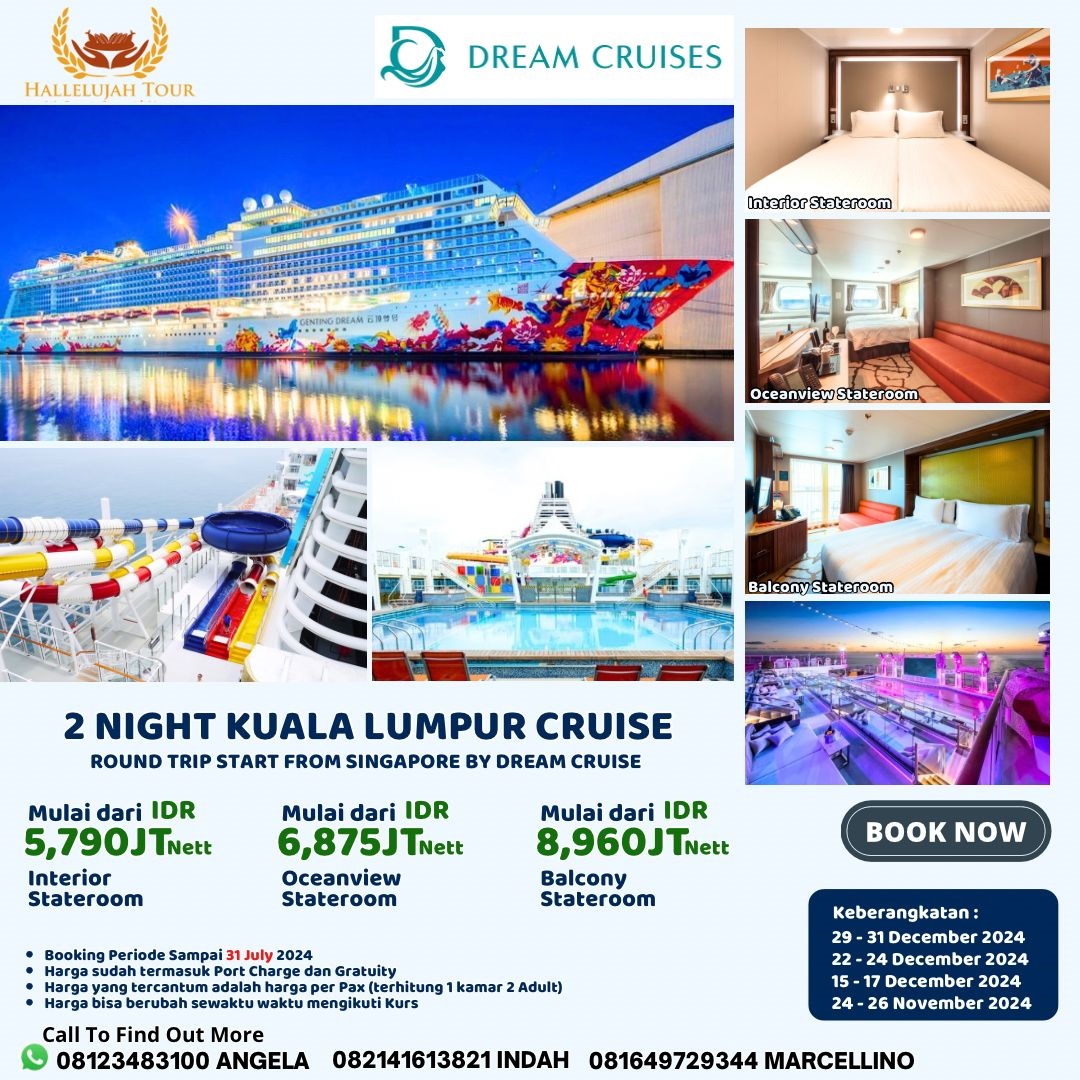 HALLELUJAH TOUR
DREAM CRUISES
GENTING DREAM
Interior Stateroom
Oceanview Stateroom
Balcony Stateroom
2 NIGHT KUALA LUMPUR CRUISE
ROUND TRIP START FROM SINGAPORE BY DREAM CRUISE
Mulai dari IDR
5,790JT Nett
Interior
Stateroom
Mulai dari IDR
6,875JT Nett
Oceanview
Stateroom
Mulai dari IDR
8,960JT Nett
Balcony
Stateroom
BOOK NOW
Keberangkatan :
29 - 31 December 2024
22 - 24 December 2024
15 - 17 December 2024
24 - 26 November 2024
• Booking Periode Sampai 31 July 2024
• Harga sudah termasuk Port Charge dan Gratuity
• Harga yang tercantum adalah harga per Pax (terhitung 1 kamar 2 Adult)
• Harga bisa berubah sewaktu waktu mengikuti Kurs
Call To Find Out More
08123483100 ANGELA 082141613821 INDAH 081649729344 MARCELLINO